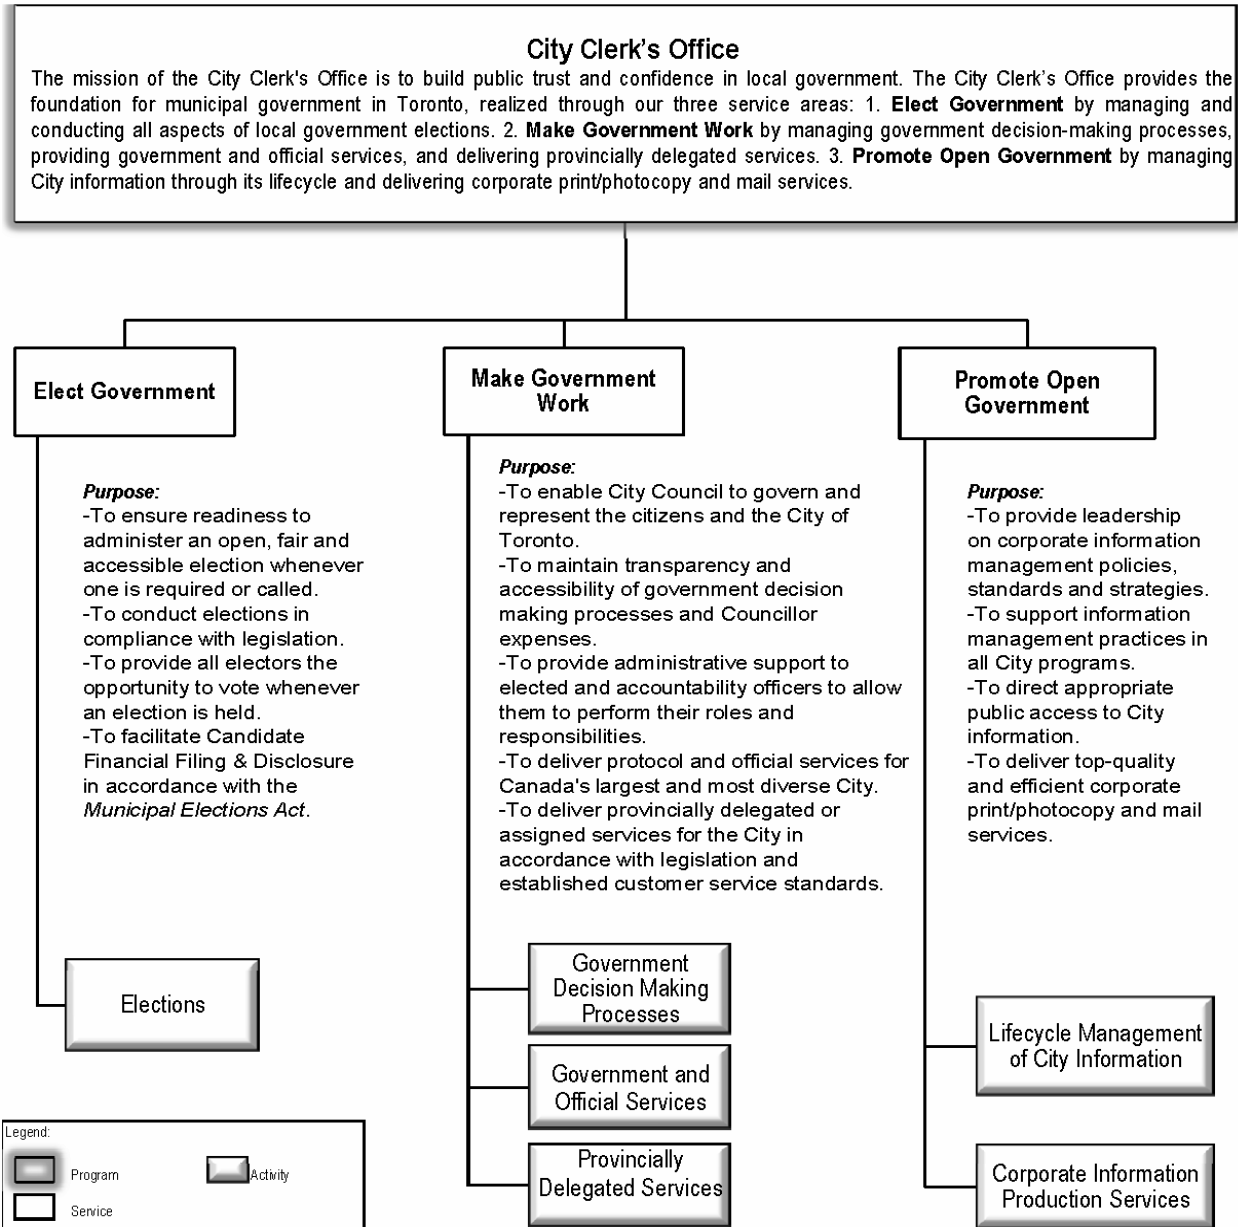 City Clerk's Office
The mission of the City Clerk's Office is to build public trust and confidence in local government. The City Clerk's Office provides the
foundation for municipal government in Toronto, realized through our three service areas: 1. Elect Government by managing and
conducting all aspects of local government elections. 2. Make Government Work by managing government decision-making processes,
providing government and official services, and delivering provincially delegated services. 3. Promote Open Government by managing
City information through its lifecycle and delivering corporate print/photocopy and mail services.
Elect Government
Purpose:
-To ensure readiness to
administer an open, fair and
accessible election whenever
one is required or called.
-To conduct elections in
compliance with legislation.
-To provide all electors the
opportunity to vote whenever
an election is held.
-To facilitate Candidate
Financial Filing & Disclosure
in accordance with the
Municipal Elections Act.
Elections
Make Government
Work
Purpose:
-To enable City Council to govern and
represent the citizens and the City of
Toronto.
-To maintain transparency and
accessibility of government decision
making processes and Councillor
expenses.
-To provide administrative support to
elected and accountability officers to allow
them to perform their roles and
responsibilities.
-To deliver protocol and official services for
Canada's largest and most diverse City.
-To deliver provincially delegated or
assigned services for the City in
accordance with legislation and
established customer service standards.
Government
Decision Making
Processes
Government and
Official Services
Provincially
Delegated Services
Promote Open
Government
Purpose:
-To provide leadership
on corporate information
management policies,
standards and strategies.
-To support information
management practices in
all City programs.
-To direct appropriate
public access to City
information.
-To deliver top-quality
and efficient corporate
print/photocopy and mail
services.
Lifecycle Management
of City Information
Corporate Information
Production Services
Legend:
Program
Activity
Service